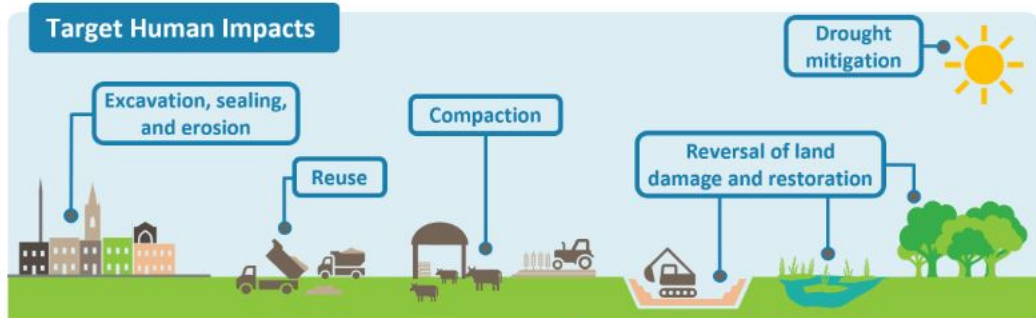 Target Human Impacts
Drought
mitigation
Excavation, sealing,
and erosion
Compaction
Reuse
Reversal of land
damage and restoration